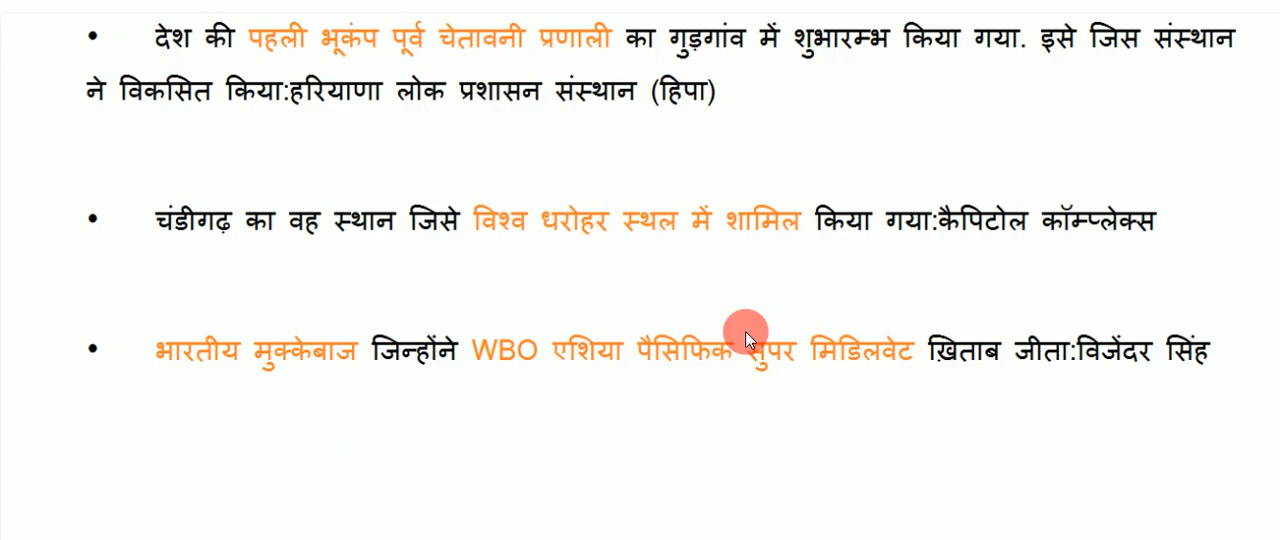 • देश की पहली भूकंप पूर्व चेतावनी प्रणाली का गुड़गांव में शुभारम्भ किया गया. इसे जिस संस्थान
ने विकसित किया:हरियाणा लोक प्रशासन संस्थान (हिपा)
• चंडीगढ़ का वह स्थान जिसे विश्व धरोहर स्थल में शामिल किया गया:कैपिटोल कॉम्प्लेक्स
• भारतीय मुक्केबाज जिन्होंने WBO एशिया पैसिफिक सुपर मिडिलवेट ख़िताब जीता:विजेंदर सिंह